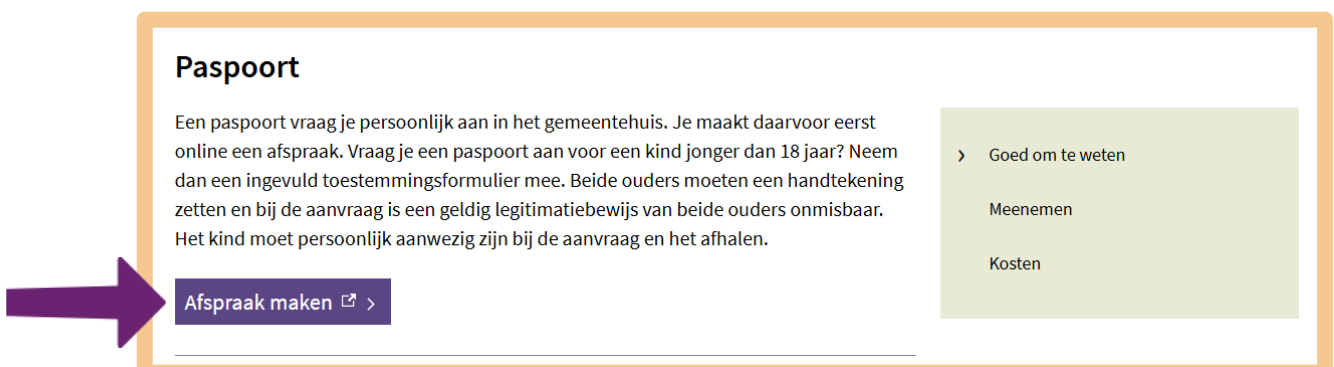 Paspoort
Een paspoort vraag je persoonlijk aan in het gemeentehuis. Je maakt daarvoor eerst
online een afspraak. Vraag je een paspoort aan voor een kind jonger dan 18 jaar? Neem
dan een ingevuld toestemmingsformulier mee. Beide ouders moeten een handtekening
zetten en bij de aanvraag is een geldig legitimatiebewijs van beide ouders onmisbaar.
Het kind moet persoonlijk aanwezig zijn bij de aanvraag en het afhalen.
Afspraak maken
Goed om te weten
Meenemen
Kosten